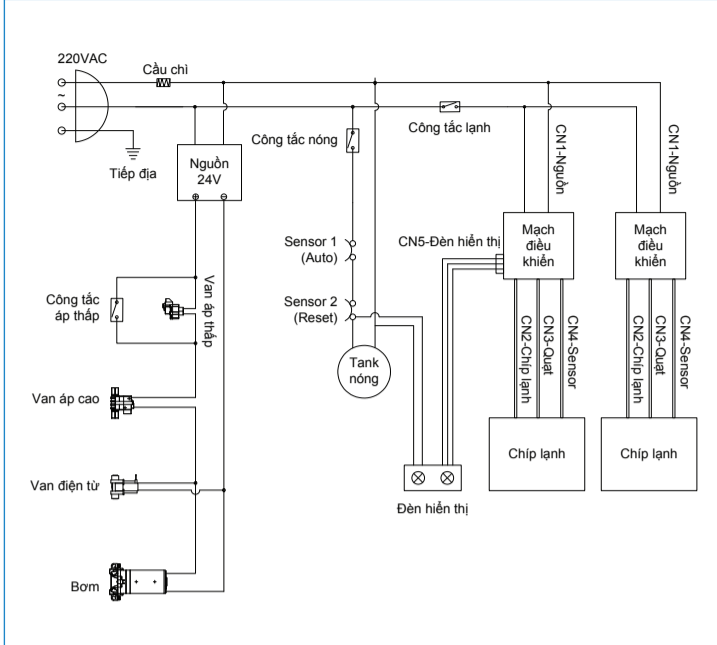 220VAC
Cầu chì
~
Tiếp địa
Nguồn
24V
Công tắc nóng
Công tắc lạnh
CN1-Nguồn
CN1-Nguồn
Sensor 1
(Auto)
CN5-Đèn hiển thị
Mạch
điều
khiển
Mạch
điều
khiển
Công tắc
áp thấp
Van áp thấp
Sensor 2
(Reset)
Tank
nóng
CN2-Chíp lạnh
CN3-Quạt
CN4-Sensor
CN2-Chíp lạnh
CN3-Quạt
CN4-Sensor
Van áp cao
Chíp lạnh
Chíp lạnh
Van điện từ
Đèn hiển thị
Bơm